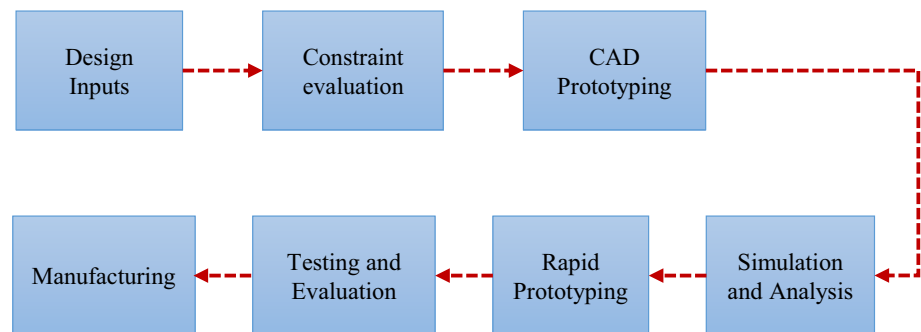 Design
Inputs
Constraint
evaluation
CAD
Prototyping
Simulation
and Analysis
Rapid
Prototyping
Testing and
Evaluation
Manufacturing